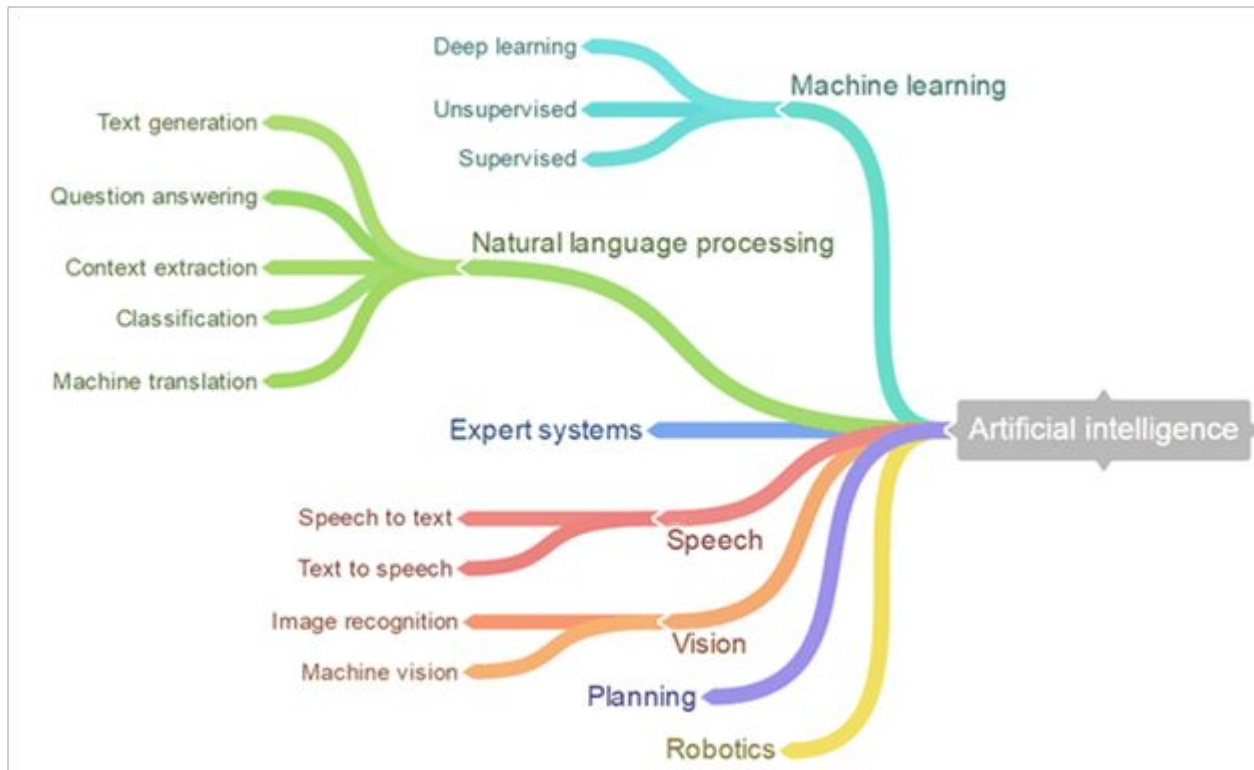 Deep learning
Machine learning
Unsupervised
Supervised
Text generation
Question answering
Natural language processing
Context extraction
Classification
Machine translation
Expert systems
Artificial intelligence
Speech to text
Speech
Text to speech
Image recognition
Vision
Machine vision
Planning
Robotics